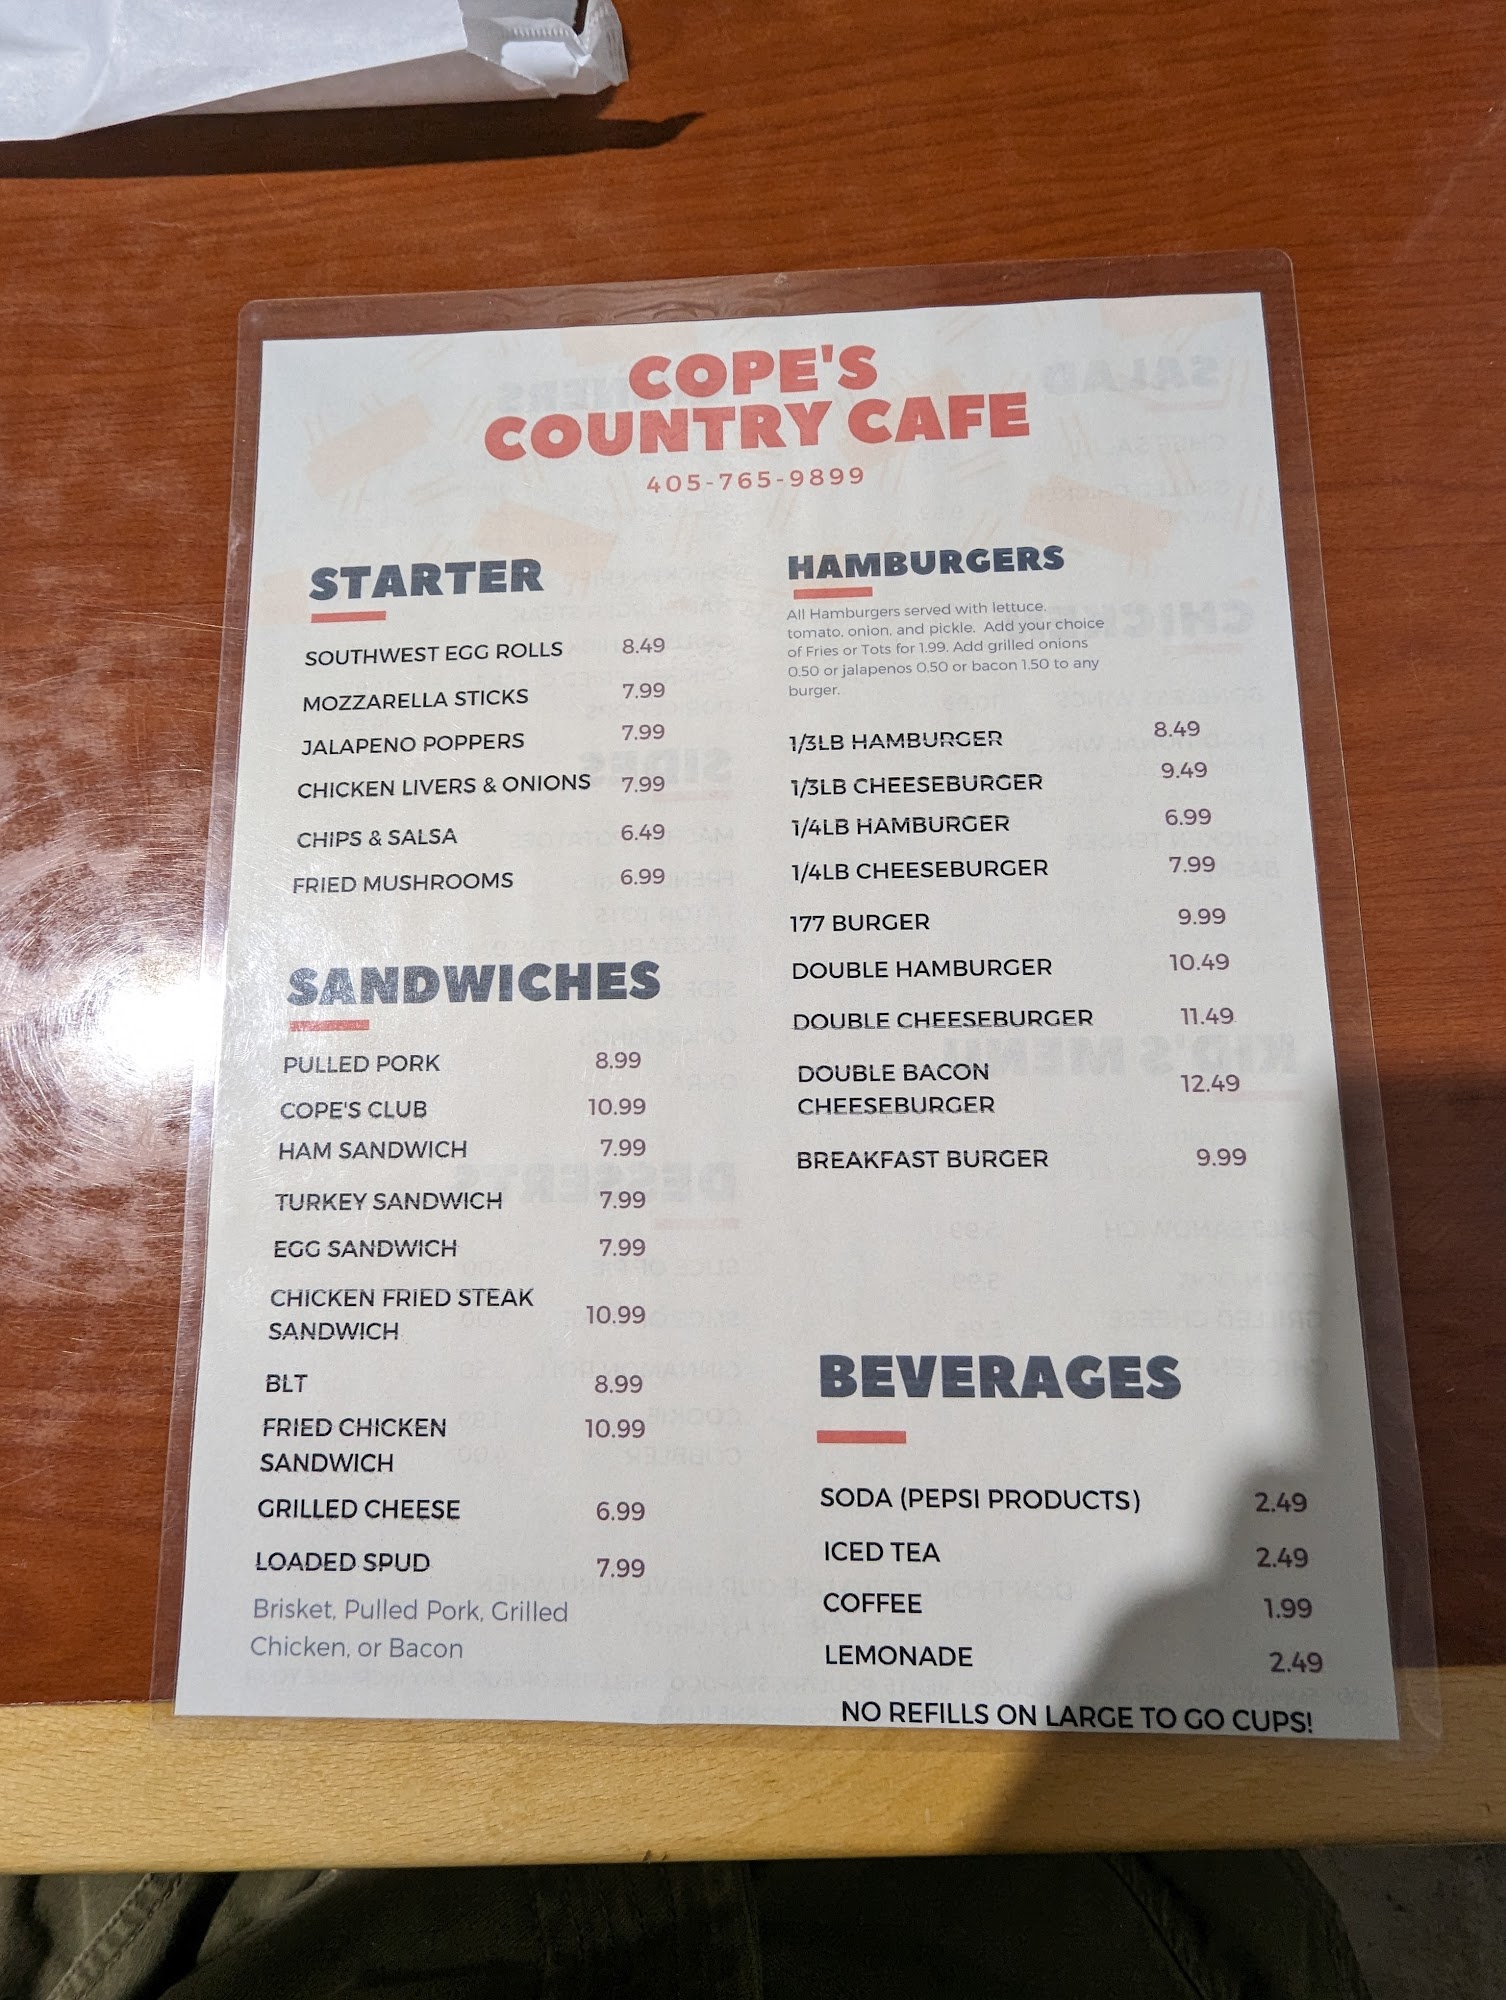 COPE'S
COUNTRY CAFE
405-765-9899
STARTER
SOUTHWEST EGG ROLLS 8.49
MOZZARELLA STICKS 7.99
JALAPENO POPPERS 7.99
CHICKEN LIVERS & ONIONS 7.99
CHIPS & SALSA 6.49
FRIED MUSHROOMS 6.99
SANDWICHES
PULLED PORK 8.99
COPE'S CLUB 10.99
HAM SANDWICH 7.99
TURKEY SANDWICH 7.99
EGG SANDWICH 7.99
CHICKEN FRIED STEAK
SANDWICH 10.99
BLT 8.99
FRIED CHICKEN 10.99
SANDWICH
GRILLED CHEESE 6.99
LOADED SPUD 7.99
Brisket, Pulled Pork, Grilled
Chicken, or Bacon
HAMBURGERS
All Hamburgers served with lettuce,
tomato, onion, and pickle. Add your choice
of Fries or Tots for 1.99. Add grilled onions
0.50 or jalapenos 0.50 or bacon 1.50 to any
burger.
1/3LB HAMBURGER 8.49
1/3LB CHEESEBURGER 9.49
1/4LB HAMBURGER 6.99
1/4LB CHEESEBURGER 7.99
177 BURGER 9.99
DOUBLE HAMBURGER 10.49
DOUBLE CHEESEBURGER 11.49
DOUBLE BACON
CHEESEBURGER 12.49
BREAKFAST BURGER 9.99
BEVERAGES
SODA (PEPSI PRODUCTS) 2.49
ICED TEA 2.49
COFFEE 1.99
LEMONADE 2.49
NO REFILLS ON LARGE TO GO CUPS!